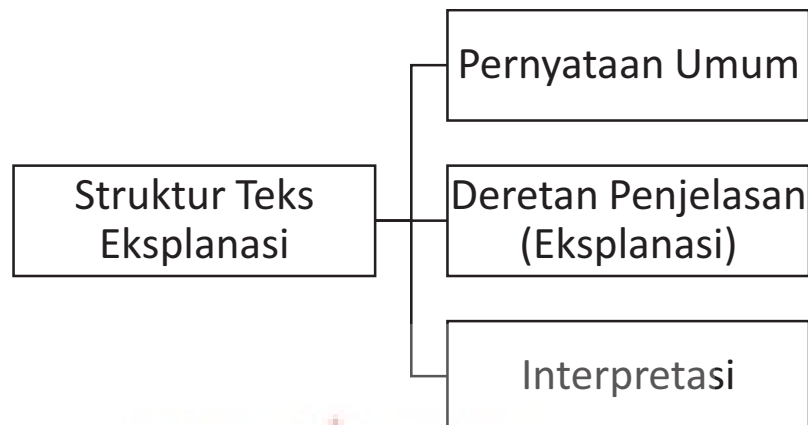 Pernyataan Umum
Struktur Teks
Eksplanasi
Deretan Penjelasan
(Eksplanasi)
Interpretasi